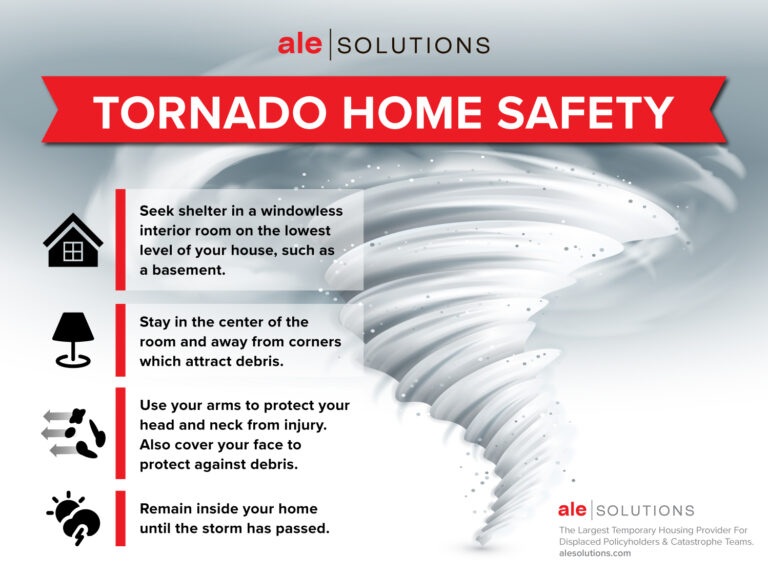 ale|SOLUTIONS
TORNADO HOME SAFETY
Seek shelter in a windowless
interior room on the lowest
level of your house, such as
a basement.
Stay in the center of the
room and away from corners
which attract debris.
Use your arms to protect your
head and neck from injury.
Also cover your face to
protect against debris.
Remain inside your home
until the storm has passed.
ale|SOLUTIONS
The Largest Temporary Housing Provider For
Displaced Policyholders & Catastrophe Teams.
alesolutions.com